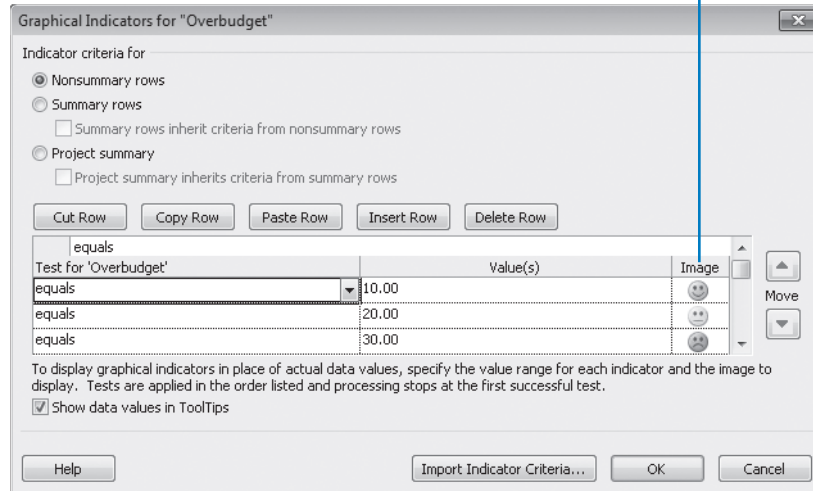 Graphical Indicators for "Overbudget"
Indicator criteria for
Nonsummary rows
Summary rows
Summary rows inherit criteria from nonsummary rows
Project summary
Project summary inherits criteria from summary rows
Cut Row Copy Row Paste Row Insert Row Delete Row
equals
Test for 'Overbudget' Value(s) Image
equals 10.00
Move
equals 20.00
equals 30.00
To display graphical indicators in place of actual data values, specify the value range for each indicator and the image to
display. Tests are applied in the order listed and processing stops at the first successful test.
Show data values in ToolTips
Help Import Indicator Criteria... OK Cancel